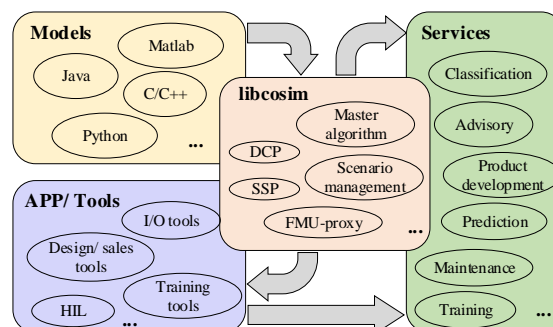 Models
Matlab
Java
C/C++
Python
...
libcosim
Master
algorithm
DCP
Scenario
management
SSP
FMU-proxy
...
APP/ Tools
I/O tools
Design/ sales
tools
Training
tools
HIL
...
Services
Classification
Advisory
Product
development
Prediction
Maintenance
Training
...